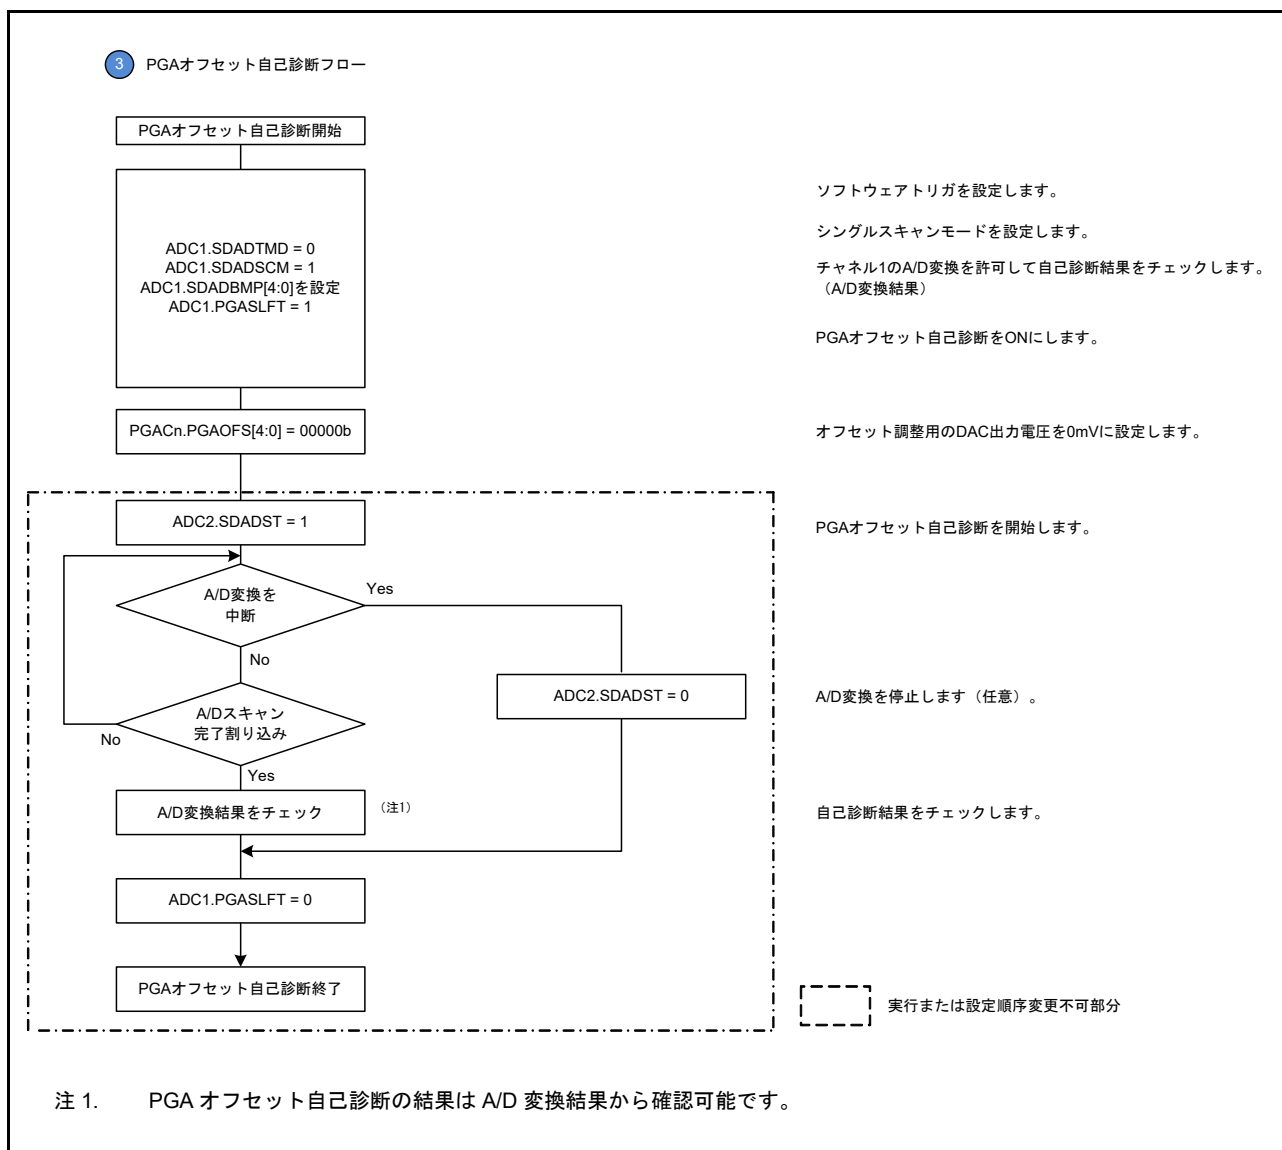 3 PGAオフセット自己診断フロー
PGAオフセット自己診断開始
ADC1.SDADTMD = 0
ADC1.SDADSCM = 1
ADC1.SDADBMP[4:0]を設定
ADC1.PGASLFT = 1
ソフトウェアトリガを設定します。
シングルスキャンモードを設定します。
チャネル1のA/D変換を許可して自己診断結果をチェックします。
（A/D変換結果）
PGAオフセット自己診断をONにします。
PGACn.PGAOFS[4:0] = 00000b
オフセット調整用のDAC出力電圧を0mVに設定します。
ADC2.SDADST = 1
PGAオフセット自己診断を開始します。
A/D変換を
中断
Yes
No
ADC2.SDADST = 0
A/D変換を停止します（任意）。
A/Dスキャン
完了割り込み
No
Yes
A/D変換結果をチェック
（注1）
自己診断結果をチェックします。
ADC1.PGASLFT = 0
PGAオフセット自己診断終了
実行または設定順序変更不可部分
注 1. PGA オフセット自己診断の結果は A/D 変換結果から確認可能です。